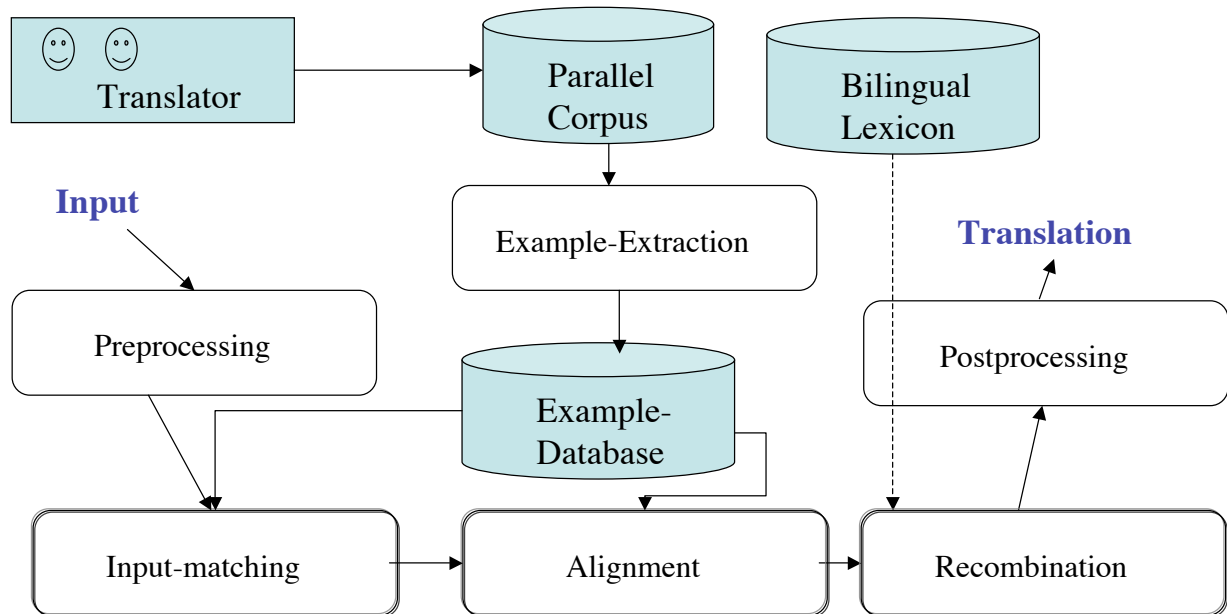 Translator
Parallel
Corpus
Bilingual
Lexicon
Input
Example-Extraction
Translation
Preprocessing
Example-
Database
Postprocessing
Input-matching
Alignment
Recombination